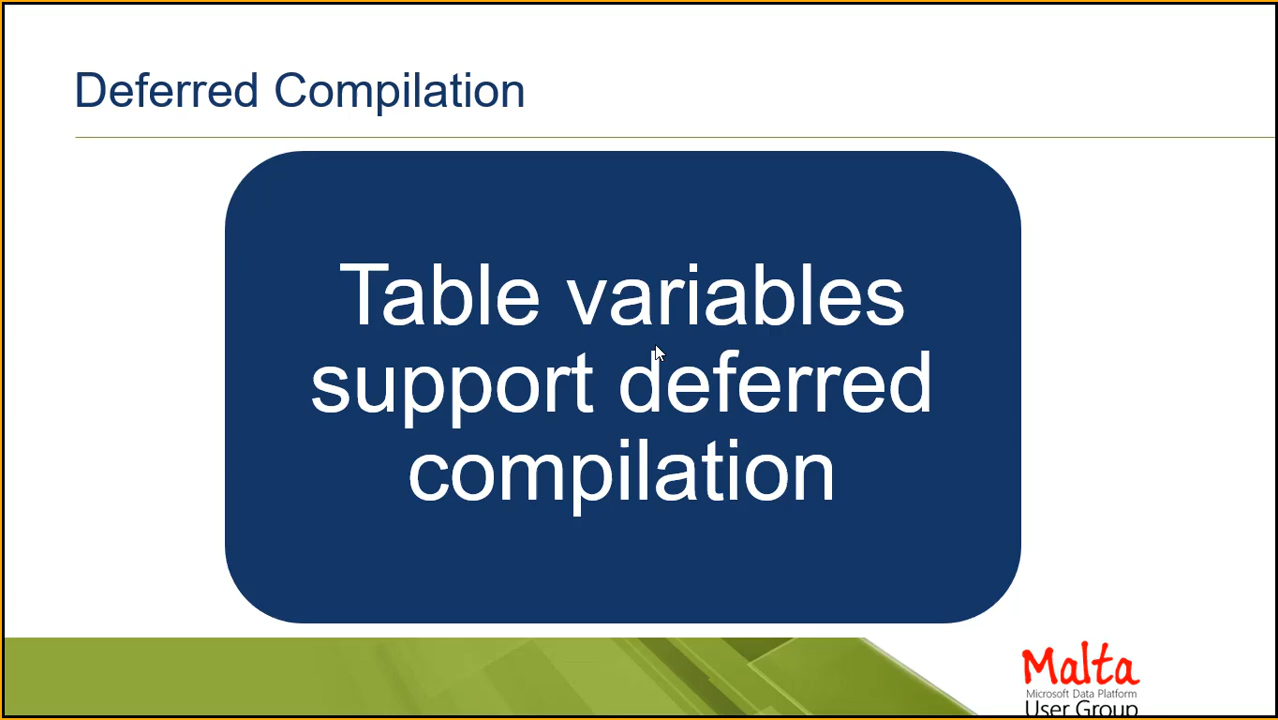 Deferred Compilation
Table variables
support deferred
compilation
Malta
Microsoft Data Platform
User Group